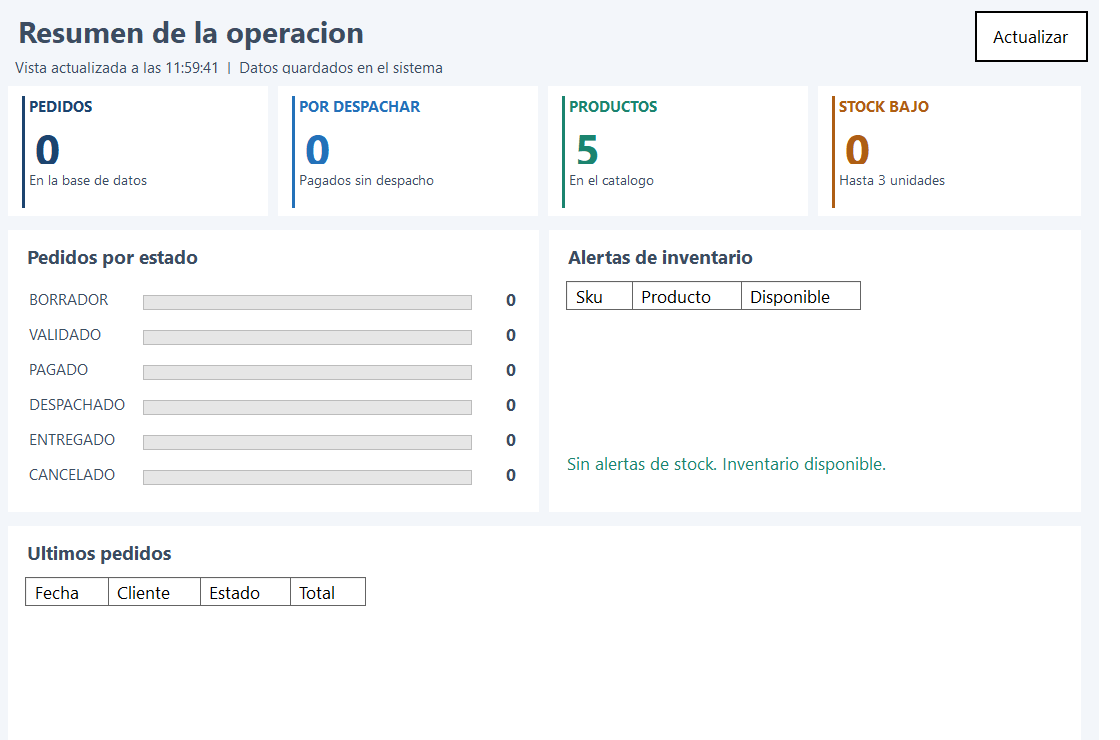 Resumen de la operacion
Actualizar
Vista actualizada a las 11:59:41 | Datos guardados en el sistema
PEDIDOS
0
En la base de datos
POR DESPACHAR
0
Pagados sin despacho
PRODUCTOS
5
En el catalogo
STOCK BAJO
0
Hasta 3 unidades
Pedidos por estado
BORRADOR 0
VALIDADO 0
PAGADO 0
DESPACHADO 0
ENTREGADO 0
CANCELADO 0
Alertas de inventario
Sku Producto Disponible
Sin alertas de stock. Inventario disponible.
Ultimos pedidos
Fecha Cliente Estado Total